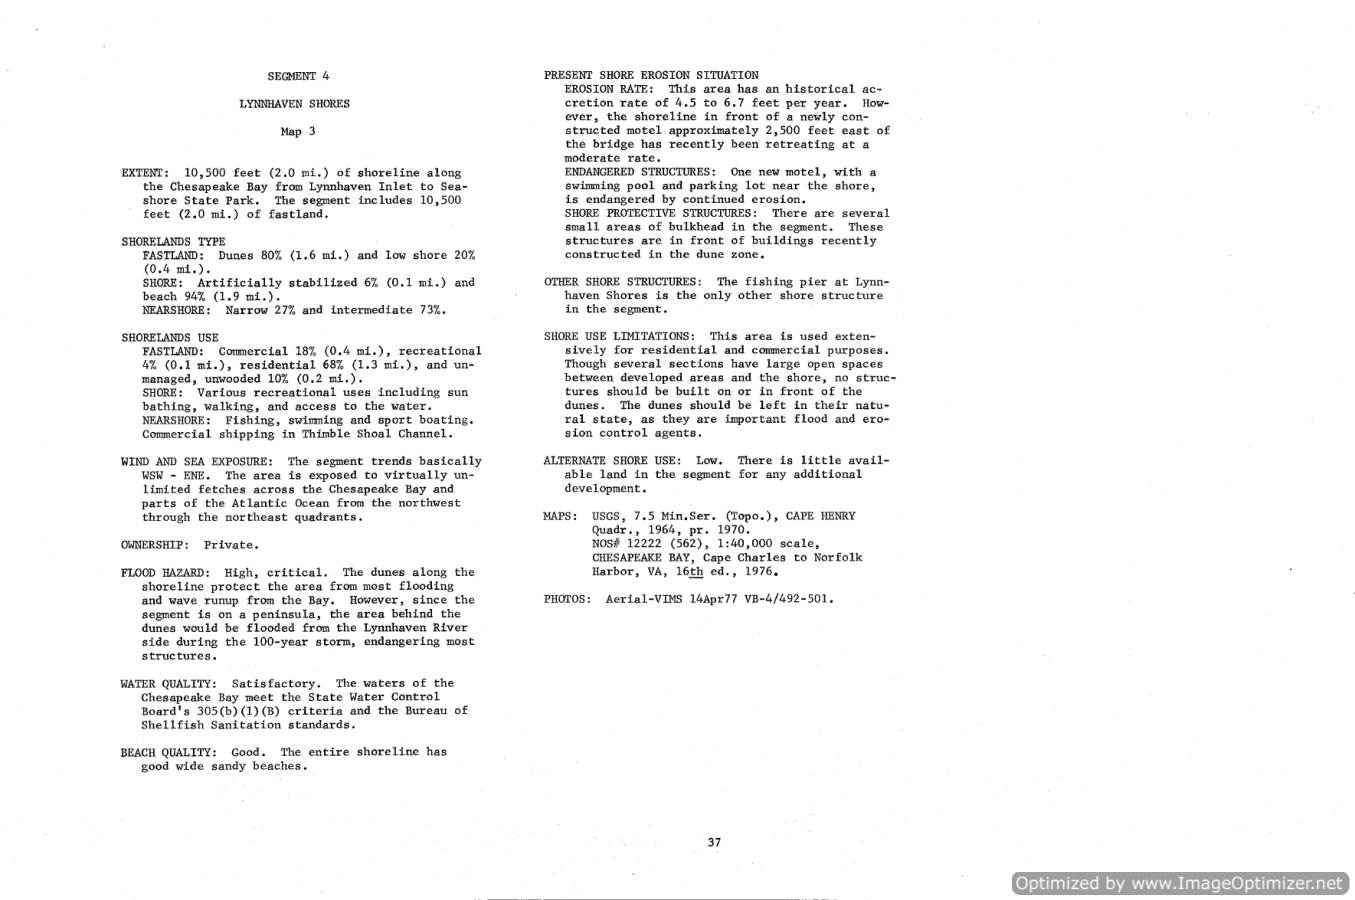 SEGMENT 4
LYNNHAVEN SHORES
Map 3
EXTENT: 10,500 feet (2.0 mi.) of shoreline along
the Chesapeake Bay from Lynnhaven Inlet to Sea-
shore State Park. The segment includes 10,500
feet (2.0 mi.) of fastland.
SHORELANDS TYPE
FASTLAND: Dunes 80% (1.6 mi.) and low shore 20%
(0.4 mi.).
SHORE: Artificially stabilized 6% (0.1 mi.) and
beach 94% (1.9 mi.).
NEARSHORE: Narrow 27% and intermediate 73%.
SHORELANDS USE
FASTLAND: Commercial 18% (0.4 mi.), recreational
4% (0.1 mi.), residential 68% (1.3 mi.), and un-
managed, unwooded 10% (0.2 mi.).
SHORE: Various recreational uses including sun
bathing, walking, and access to the water.
NEARSHORE: Fishing, swimming and sport boating.
Commercial shipping in Thimble Shoal Channel.
WIND AND SEA EXPOSURE: The segment trends basically
WSW - ENE. The area is exposed to virtually un-
limited fetches across the Chesapeake Bay and
parts of the Atlantic Ocean from the northwest
through the northeast quadrants.
OWNERSHIP: Private.
FLOOD HAZARD: High, critical. The dunes along the
shoreline protect the area from most flooding
and wave runup from the Bay. However, since the
segment is on a peninsula, the area behind the
dunes would be flooded from the Lynnhaven River
side during the 100-year storm, endangering most
structures.
WATER QUALITY: Satisfactory. The waters of the
Chesapeake Bay meet the State Water Control
Board's 305(b)(1)(B) criteria and the Bureau of
Shellfish Sanitation standards.
BEACH QUALITY: Good. The entire shoreline has
good wide sandy beaches.
PRESENT SHORE EROSION SITUATION
EROSION RATE: This area has an historical ac-
cretion rate of 4.5 to 6.7 feet per year. How-
ever, the shoreline in front of a newly con-
structed motel approximately 2,500 feet east of
the bridge has recently been retreating at a
moderate rate.
ENDANGERED STRUCTURES: One new motel, with a
swimming pool and parking lot near the shore,
is endangered by continued erosion.
SHORE PROTECTIVE STRUCTURES: There are several
small areas of bulkhead in the segment. These
structures are in front of buildings recently
constructed in the dune zone.
OTHER SHORE STRUCTURES: The fishing pier at Lynn-
haven Shores is the only other shore structure
in the segment.
SHORE USE LIMITATIONS: This area is used exten-
sively for residential and commercial purposes.
Though several sections have large open spaces
between developed areas and the shore, no struc-
tures should be built on or in front of the
dunes. The dunes should be left in their natu-
ral state, as they are important flood and ero-
sion control agents.
ALTERNATE SHORE USE: Low. There is little avail-
able land in the segment for any additional
development.
MAPS: USGS, 7.5 Min.Ser. (Topo.), CAPE HENRY
Quadr., 1964, pr. 1970.
NOS# 12222 (562), 1:40,000 scale,
CHESAPEAKE BAY, Cape Charles to Norfolk
Harbor, VA, 16th ed., 1976.
PHOTOS: Aerial-VIMS 14Apr77 VB-4/492-501.
37
Optimized by www.ImageOptimizer.net